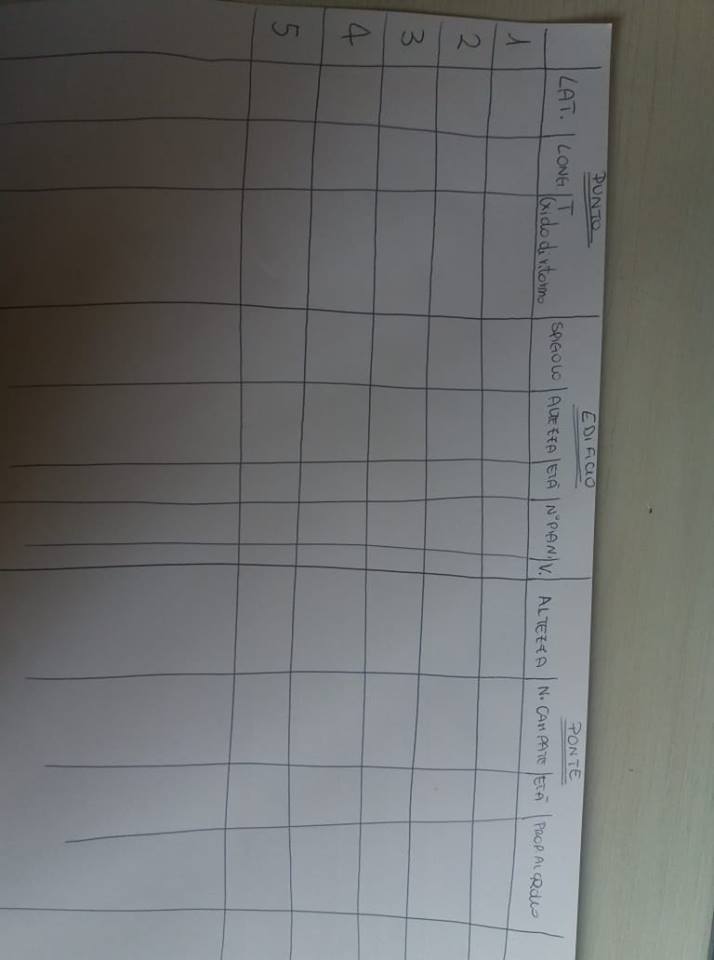 PUNTO EDIFICIO PONTE
LAT. LONG T SPIGOLO ALTEZZA ETÀ N°PIANI V. ALTEZZA N. CAMPATE ETÀ PROP. AL CROLLO
di ritorno
1
2
3
4
5